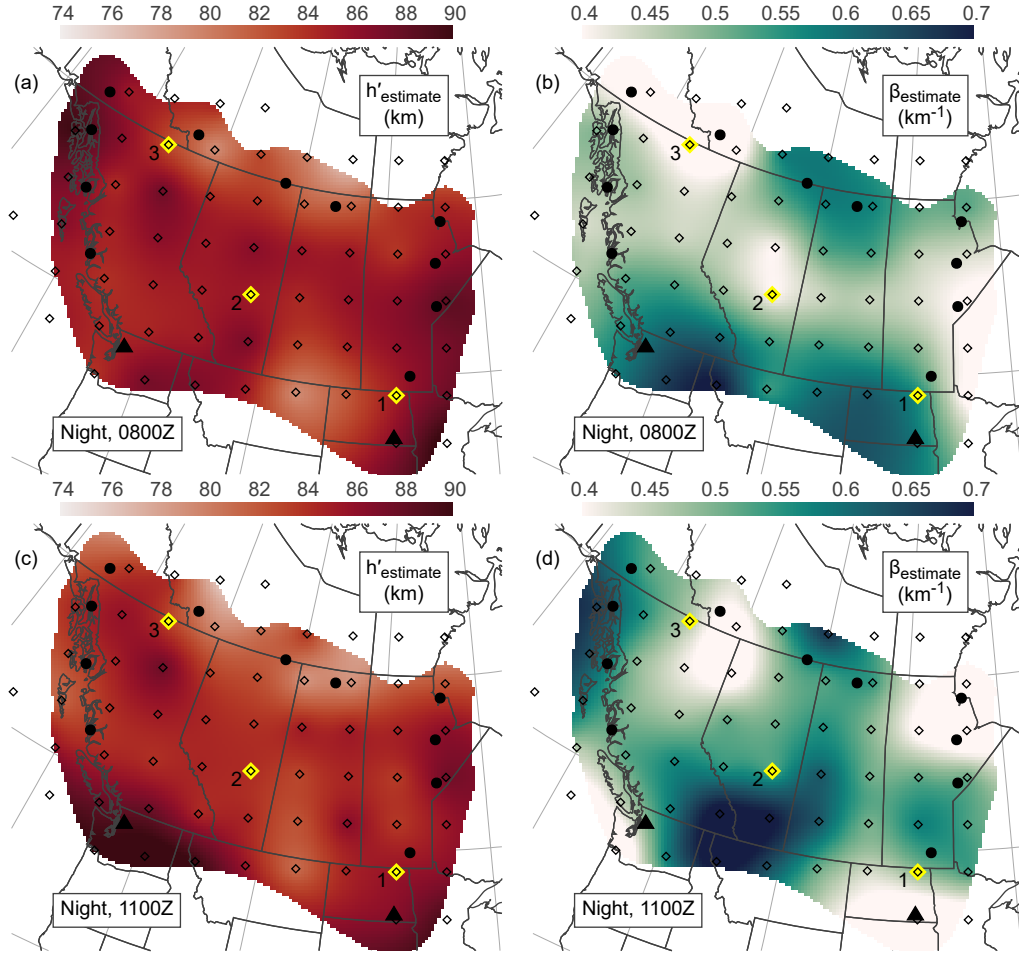 74 76 78 80 82 84 86 88 90
0.4 0.45 0.5 0.55 0.6 0.65 0.7
(a)
h′estimate
(km)
3
2
1
Night, 0800Z
(b)
βestimate
(km-1)
3
2
1
Night, 0800Z
74 76 78 80 82 84 86 88 90
0.4 0.45 0.5 0.55 0.6 0.65 0.7
(c)
h′estimate
(km)
3
2
1
Night, 1100Z
(d)
βestimate
(km-1)
3
2
1
Night, 1100Z